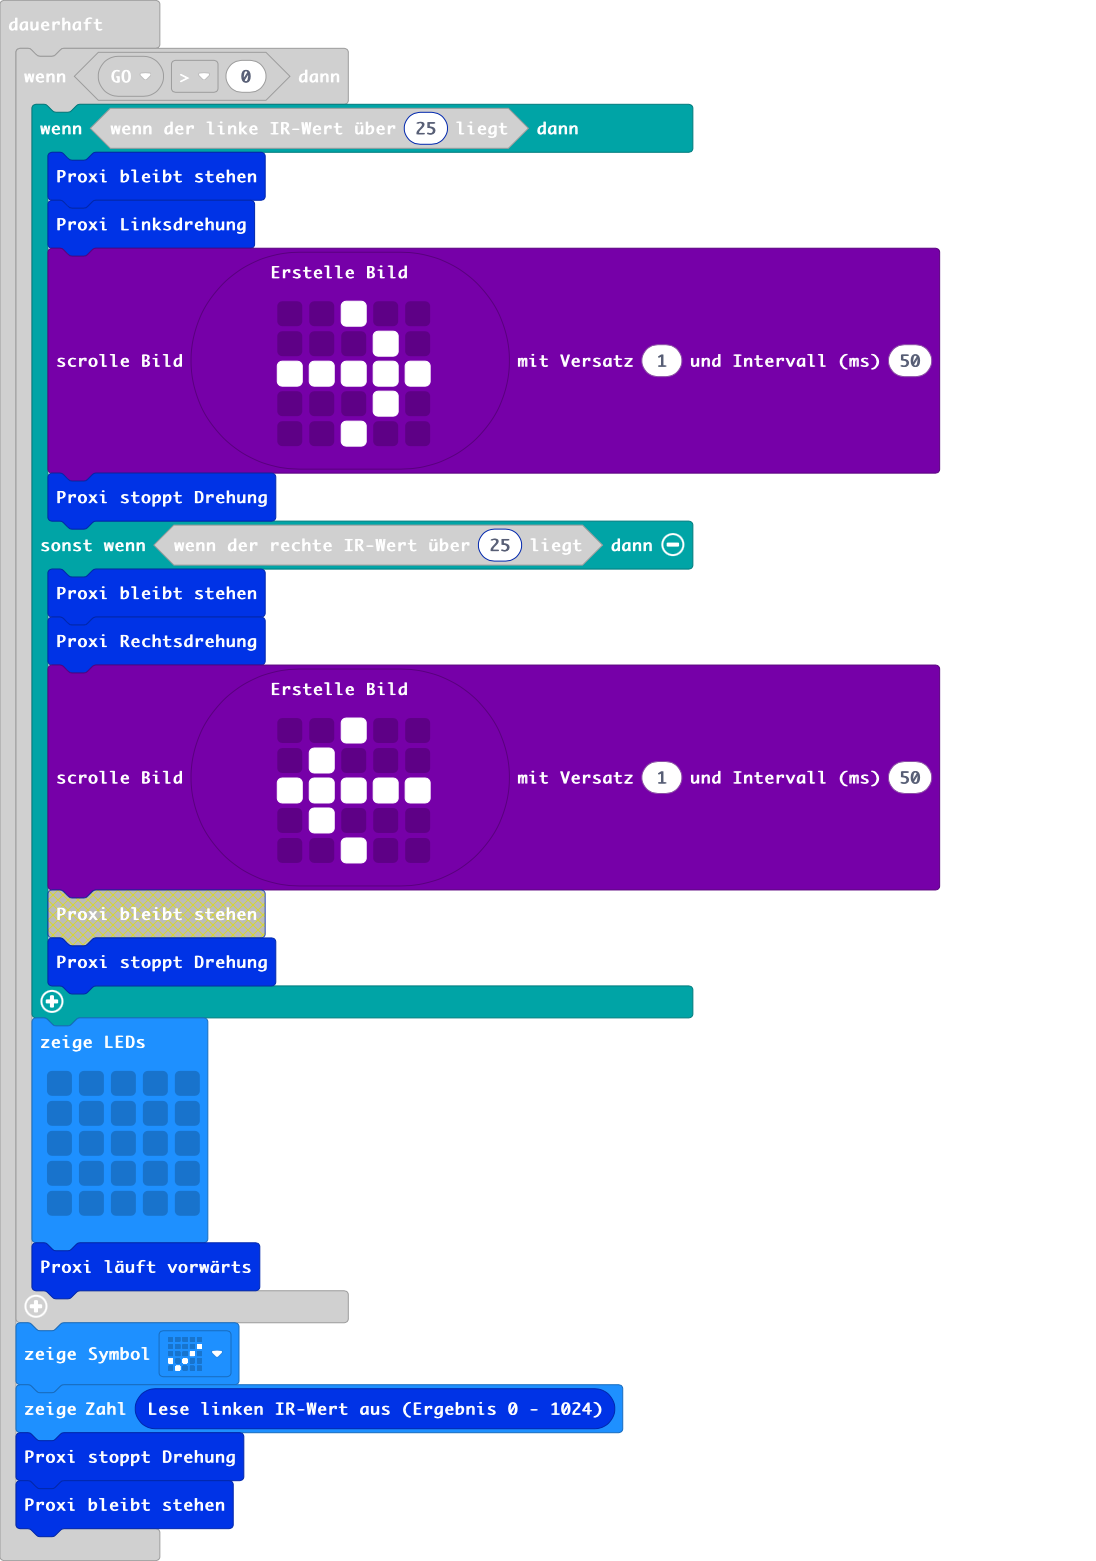 dauerhaft
wenn GO > 0 dann
wenn wenn der linke IR-Wert über 25 liegt dann
Proxi bleibt stehen
Proxi Linksdrehung
Erstelle Bild
scrolle Bild mit Versatz 1 und Intervall (ms) 50
Proxi stoppt Drehung
sonst wenn wenn der rechte IR-Wert über 25 liegt dann
Proxi bleibt stehen
Proxi Rechtsdrehung
Erstelle Bild
scrolle Bild mit Versatz 1 und Intervall (ms) 50
Proxi bleibt stehen
Proxi stoppt Drehung
zeige LEDs
Proxi läuft vorwärts
zeige Symbol
zeige Zahl Lese linken IR-Wert aus (Ergebnis 0 - 1024)
Proxi stoppt Drehung
Proxi bleibt stehen